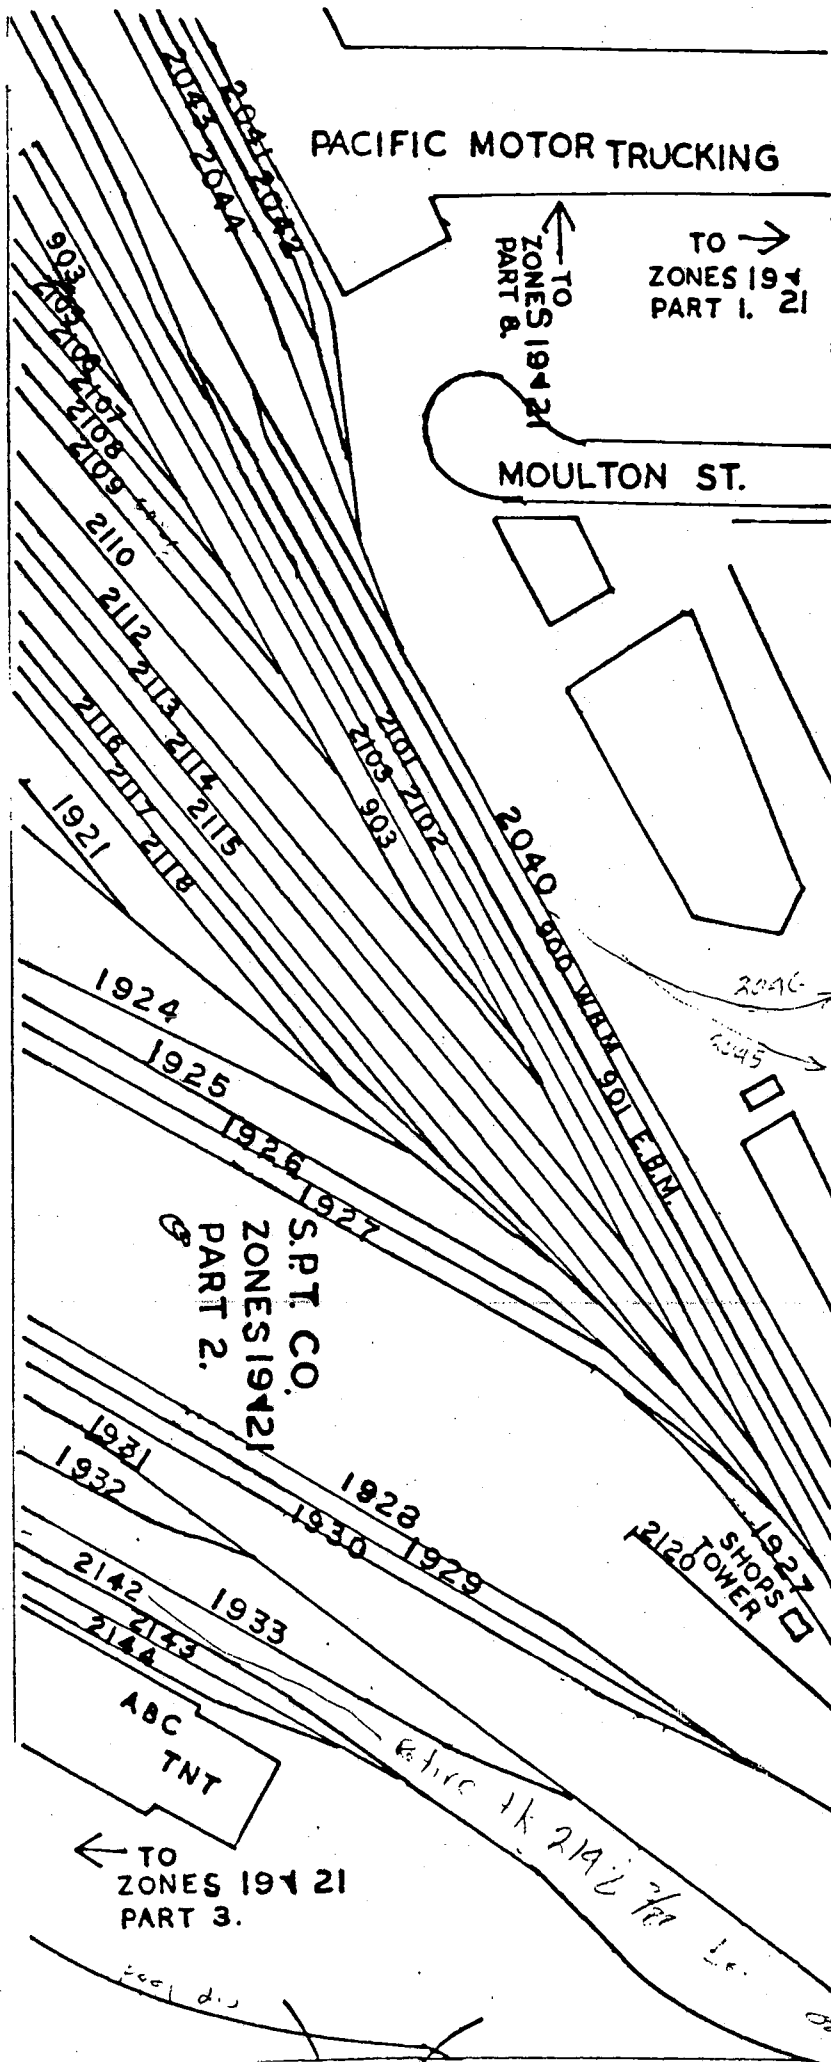 2043
2044
2041
2042
PACIFIC MOTOR TRUCKING
TO
ZONES 19 & 21
PART 8.
TO →
ZONES 19 & 21
PART 1.
MOULTON ST.
903
2106
2107
2108
2109
2110
2112
2113
2114
2115
2116
2117
2118
1921
2101
2102
2103
903
2040
900 W.B.M.
901 E.B.M.
2046
2045
1924
1925
1926
1927
S.P.T. CO.
ZONES 19 & 21
PART 2.
1928
1929
1930
1931
1932
1933
1927
SHOPS
TOWER
2120
2142
2143
2144
ABC
TNT
Retire tk 2142
← TO
ZONES 19 & 21
PART 3.